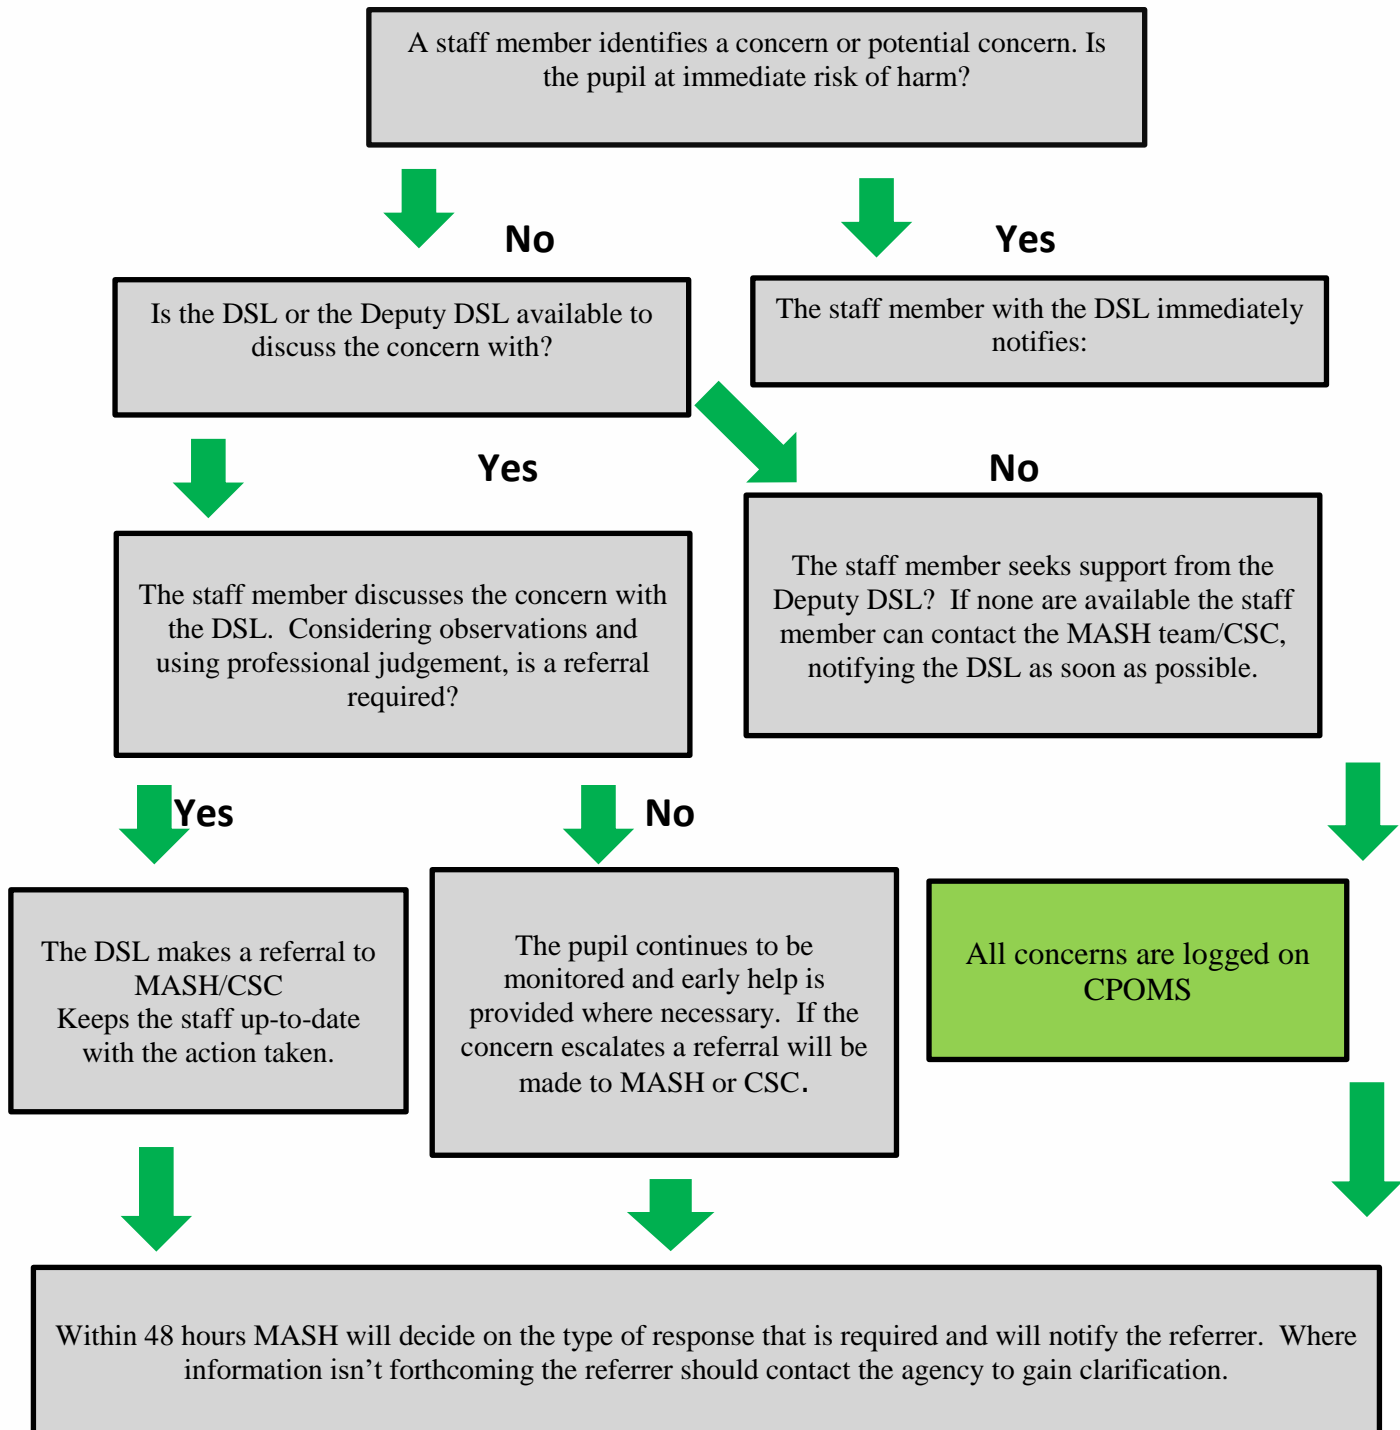 A staff member identifies a concern or potential concern. Is
the pupil at immediate risk of harm?
No
Yes
Is the DSL or the Deputy DSL available to
discuss the concern with?
The staff member with the DSL immediately
notifies:
Yes
No
The staff member discusses the concern with
the DSL.  Considering observations and
using professional judgement, is a referral
required?
The staff member seeks support from the
Deputy DSL?  If none are available the staff
member can contact the MASH team/CSC,
notifying the DSL as soon as possible.
Yes
No
The DSL makes a referral to
MASH/CSC
Keeps the staff up-to-date
with the action taken.
The pupil continues to be
monitored and early help is
provided where necessary.  If the
concern escalates a referral will be
made to MASH or CSC.
All concerns are logged on
CPOMS
Within 48 hours MASH will decide on the type of response that is required and will notify the referrer.  Where
information isn’t forthcoming the referrer should contact the agency to gain clarification.